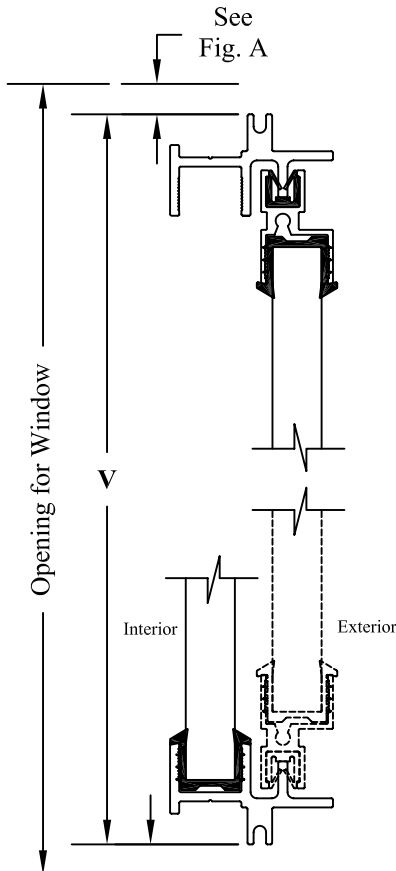 See
Fig. A
Opening for Window
V
Interior
Exterior